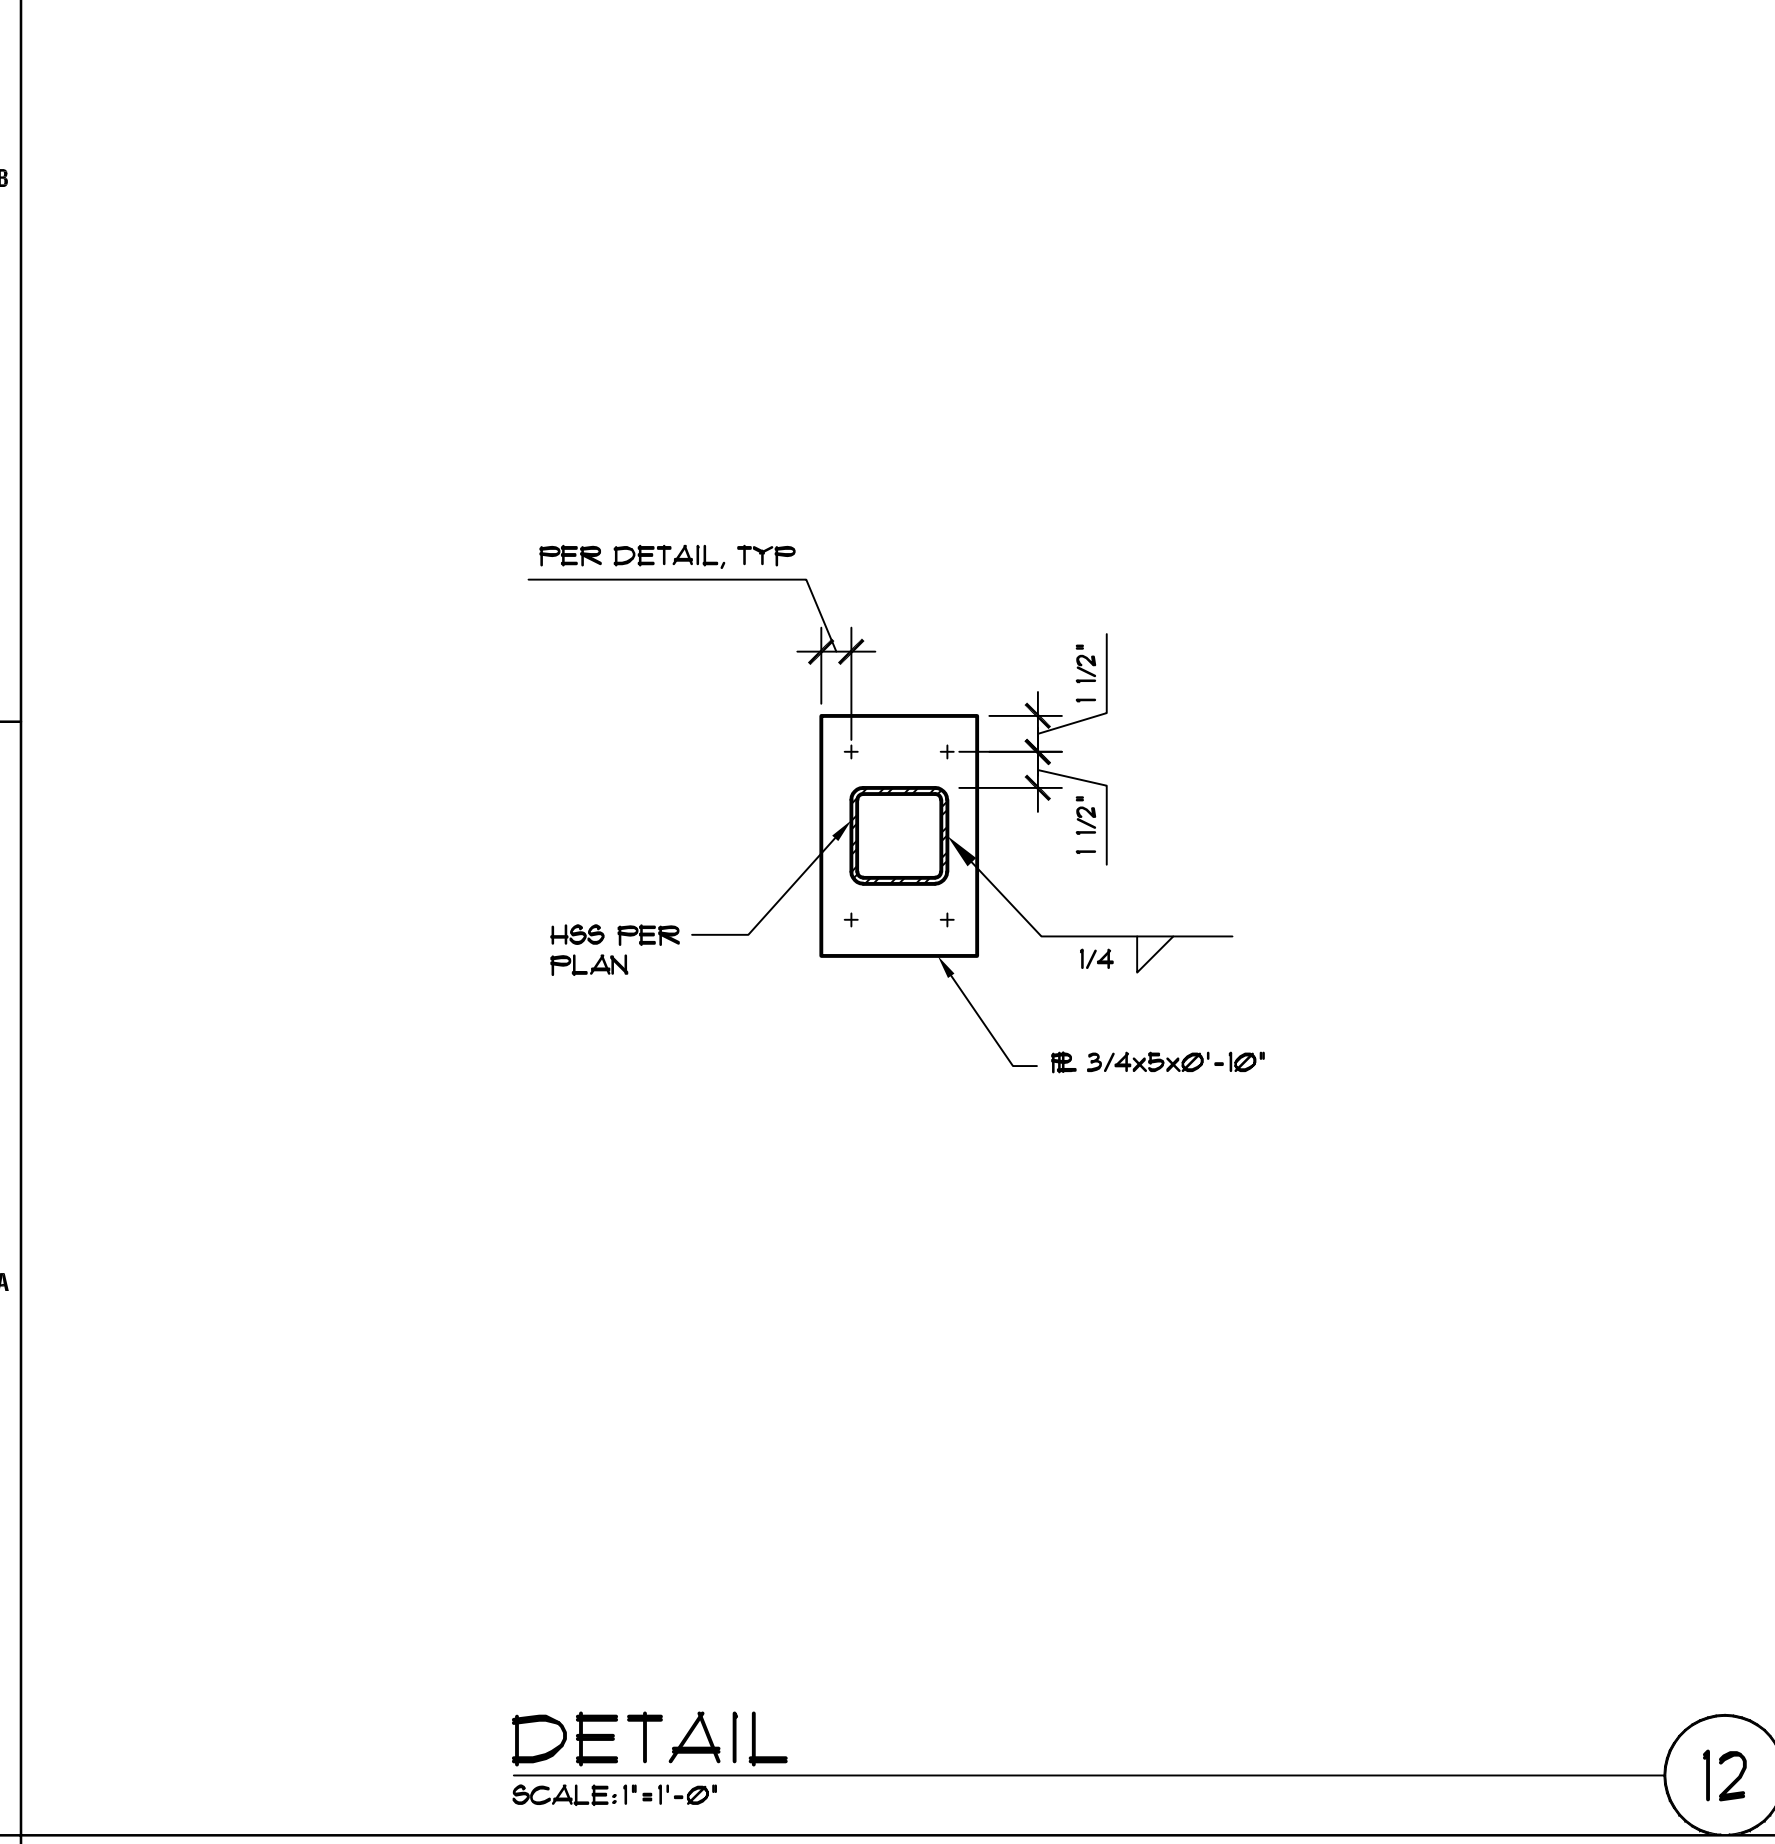 B
PER DETAIL, TYP
1 1/2"
1 1/2"
HSS PER
PLAN
1/4
PL 3/4x5x0'-10"
A
DETAIL
SCALE: 1"=1'-0"
12